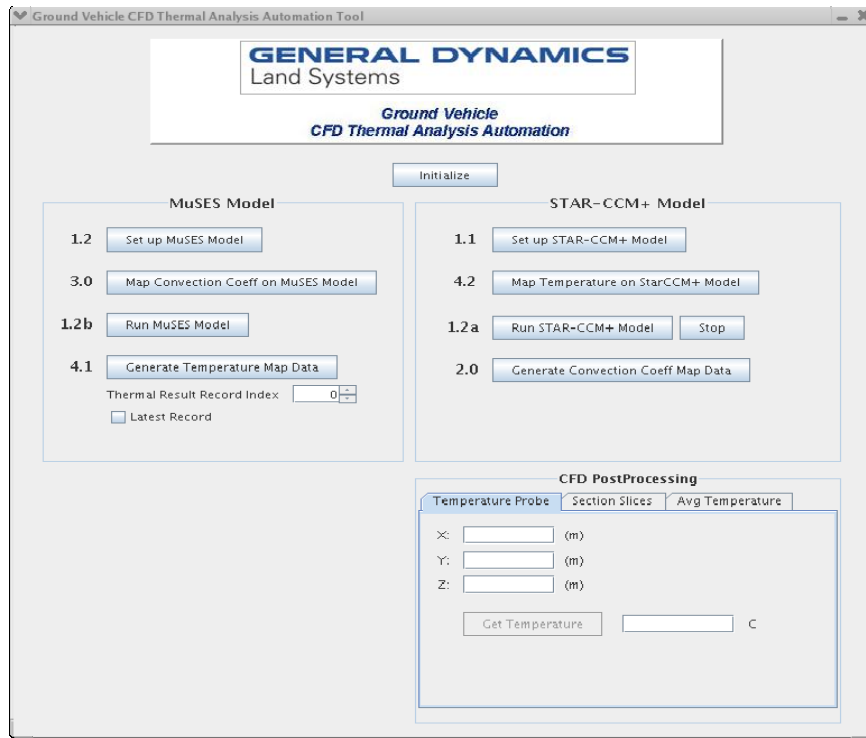 Ground Vehicle CFD Thermal Analysis Automation Tool
GENERAL DYNAMICS
Land Systems
Ground Vehicle
CFD Thermal Analysis Automation
Initialize
MuSES Model
1.2 Set up MuSES Model
3.0 Map Convection Coeff on MuSES Model
1.2b Run MuSES Model
4.1 Generate Temperature Map Data
Thermal Result Record Index 0
Latest Record
STAR-CCM+ Model
1.1 Set up STAR-CCM+ Model
4.2 Map Temperature on StarCCM+ Model
1.2a Run STAR-CCM+ Model Stop
2.0 Generate Convection Coeff Map Data
CFD PostProcessing
Temperature Probe Section Slices Avg Temperature
X: (m)
Y: (m)
Z: (m)
Get Temperature C